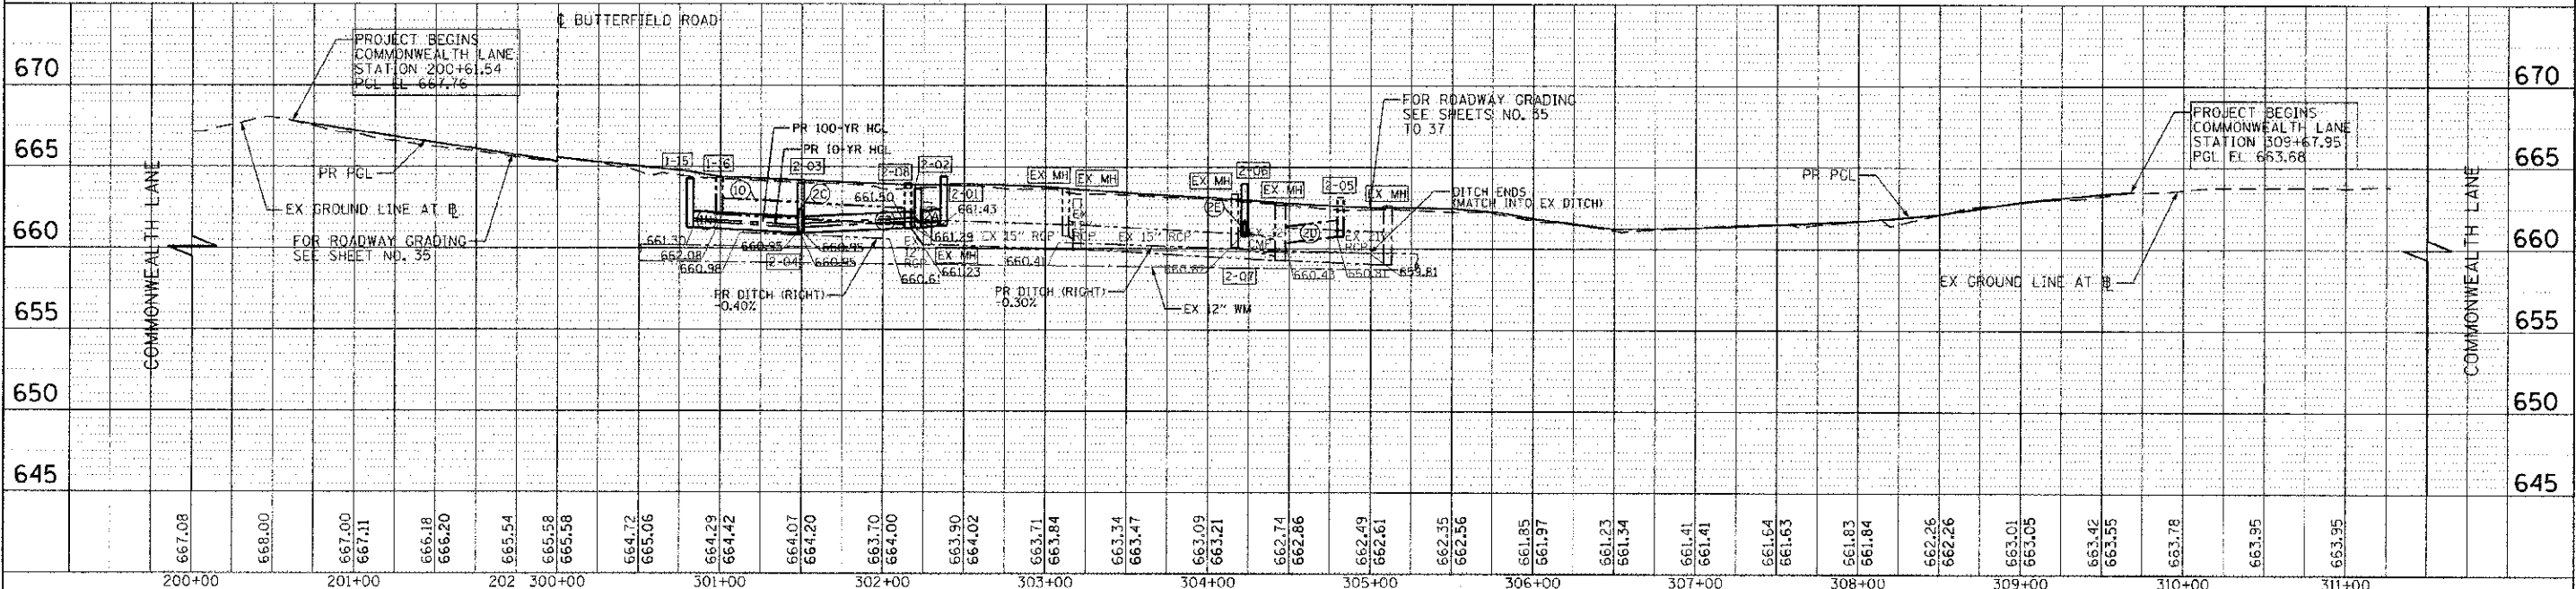 ℄ BUTTERFIELD ROAD
PROJECT BEGINS
COMMONWEALTH LANE
STATION 200+61.54
PGL EL 667.76
670
665
660
655
650
645
COMMONWEALTH LANE
PR PGL
EX GROUND LINE AT ℄
FOR ROADWAY GRADING
SEE SHEET NO. 35
PR 100-YR HGL
PR 10-YR HGL
1-15
1-16
2-03
2-08
2-02
2-01
1D
2C
661.50
661.43
661.30
662.08
660.98
660.95
2-04
660.95
661.29
EX MH
661.23
PR DITCH (RIGHT)
-0.40%
EX 12" RCP
EX 15" RCP
EX 15" RCP
EX MH
EX MH
EX MH
2-06
EX MH
2-05
EX MH
2E
2D
660.41
2-07
660.43
660.81
659.81
PR DITCH (RIGHT)
-0.30%
EX 12" WM
FOR ROADWAY GRADING
SEE SHEETS NO. 35
TO 37
DITCH ENDS
(MATCH INTO EX DITCH)
PR PGL
EX GROUND LINE AT ℄
PROJECT BEGINS
COMMONWEALTH LANE
STATION 309+67.95
PGL EL 663.68
COMMONWEALTH LANE
670
665
660
655
650
645
667.08
668.00
667.00
667.11
666.18
666.20
665.54
665.58
665.58
664.72
665.06
664.29
664.42
664.07
664.20
663.70
664.00
663.90
664.02
663.71
663.84
663.34
663.47
663.09
663.21
662.74
662.86
662.49
662.61
662.35
662.56
661.85
661.97
661.23
661.34
661.41
661.41
661.64
661.63
661.83
661.84
662.26
662.26
663.01
663.05
663.42
663.55
663.78
663.95
663.95
200+00 201+00 202 300+00 301+00 302+00 303+00 304+00 305+00 306+00 307+00 308+00 309+00 310+00 311+00